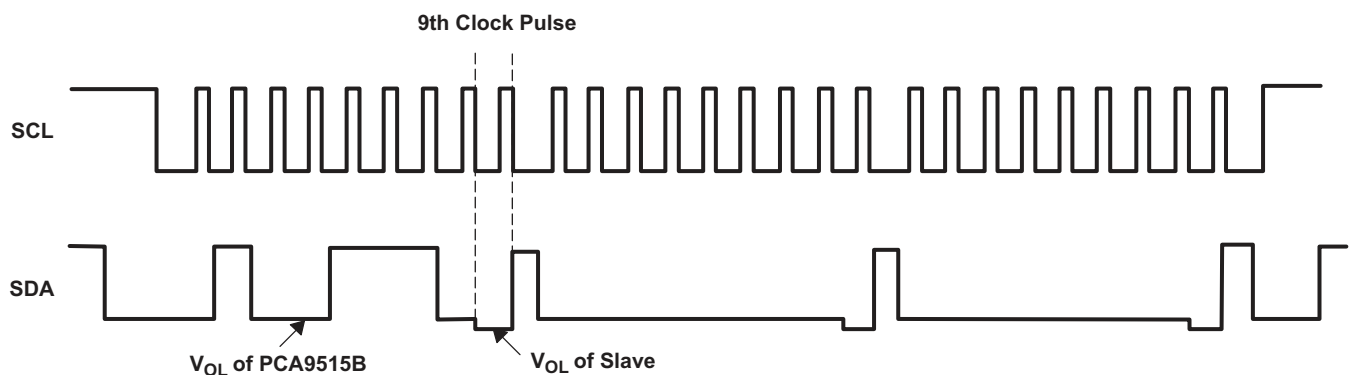 9th Clock Pulse
SCL
SDA
VOL of PCA9515B
VOL of Slave